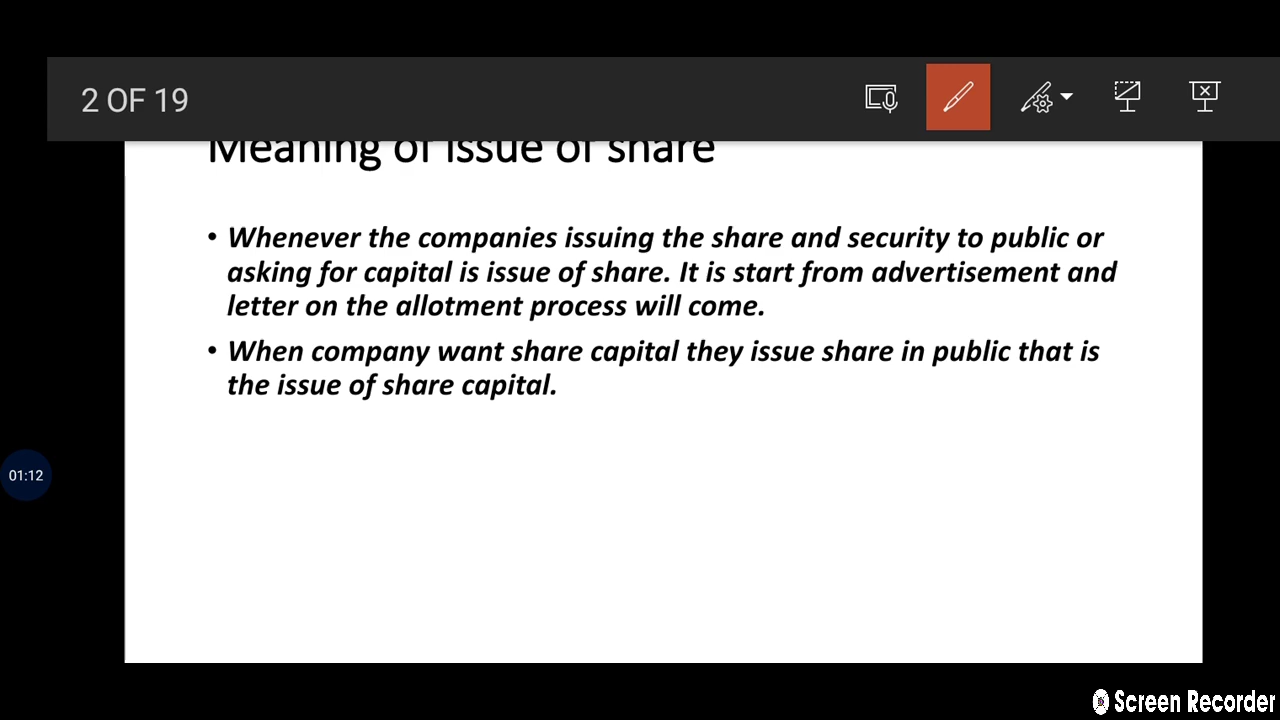 2 OF 19
Meaning of issue of share
• Whenever the companies issuing the share and security to public or
asking for capital is issue of share. It is start from advertisement and
letter on the allotment process will come.
• When company want share capital they issue share in public that is
the issue of share capital.
01:12
Screen Recorder